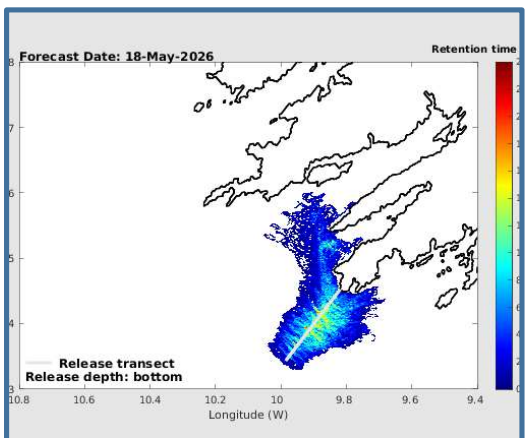 Retention time
Forecast Date: 18-May-2026
8
7
6
5
4
3
Release transect
Release depth: bottom
10.8 10.6 10.4 10.2 10 9.8 9.6 9.4
Longitude (W)